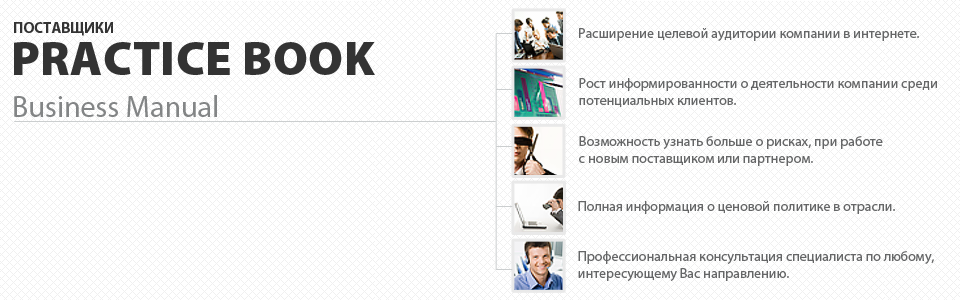 ПОСТАВЩИКИ
PRACTICE BOOK
Business Manual
Расширение целевой аудитории компании в интернете.
Рост информированности о деятельности компании среди
потенциальных клиентов.
Возможность узнать больше о рисках, при работе
с новым поставщиком или партнером.
Полная информация о ценовой политике в отрасли.
Профессиональная консультация специалиста по любому,
интересующему Вас направлению.